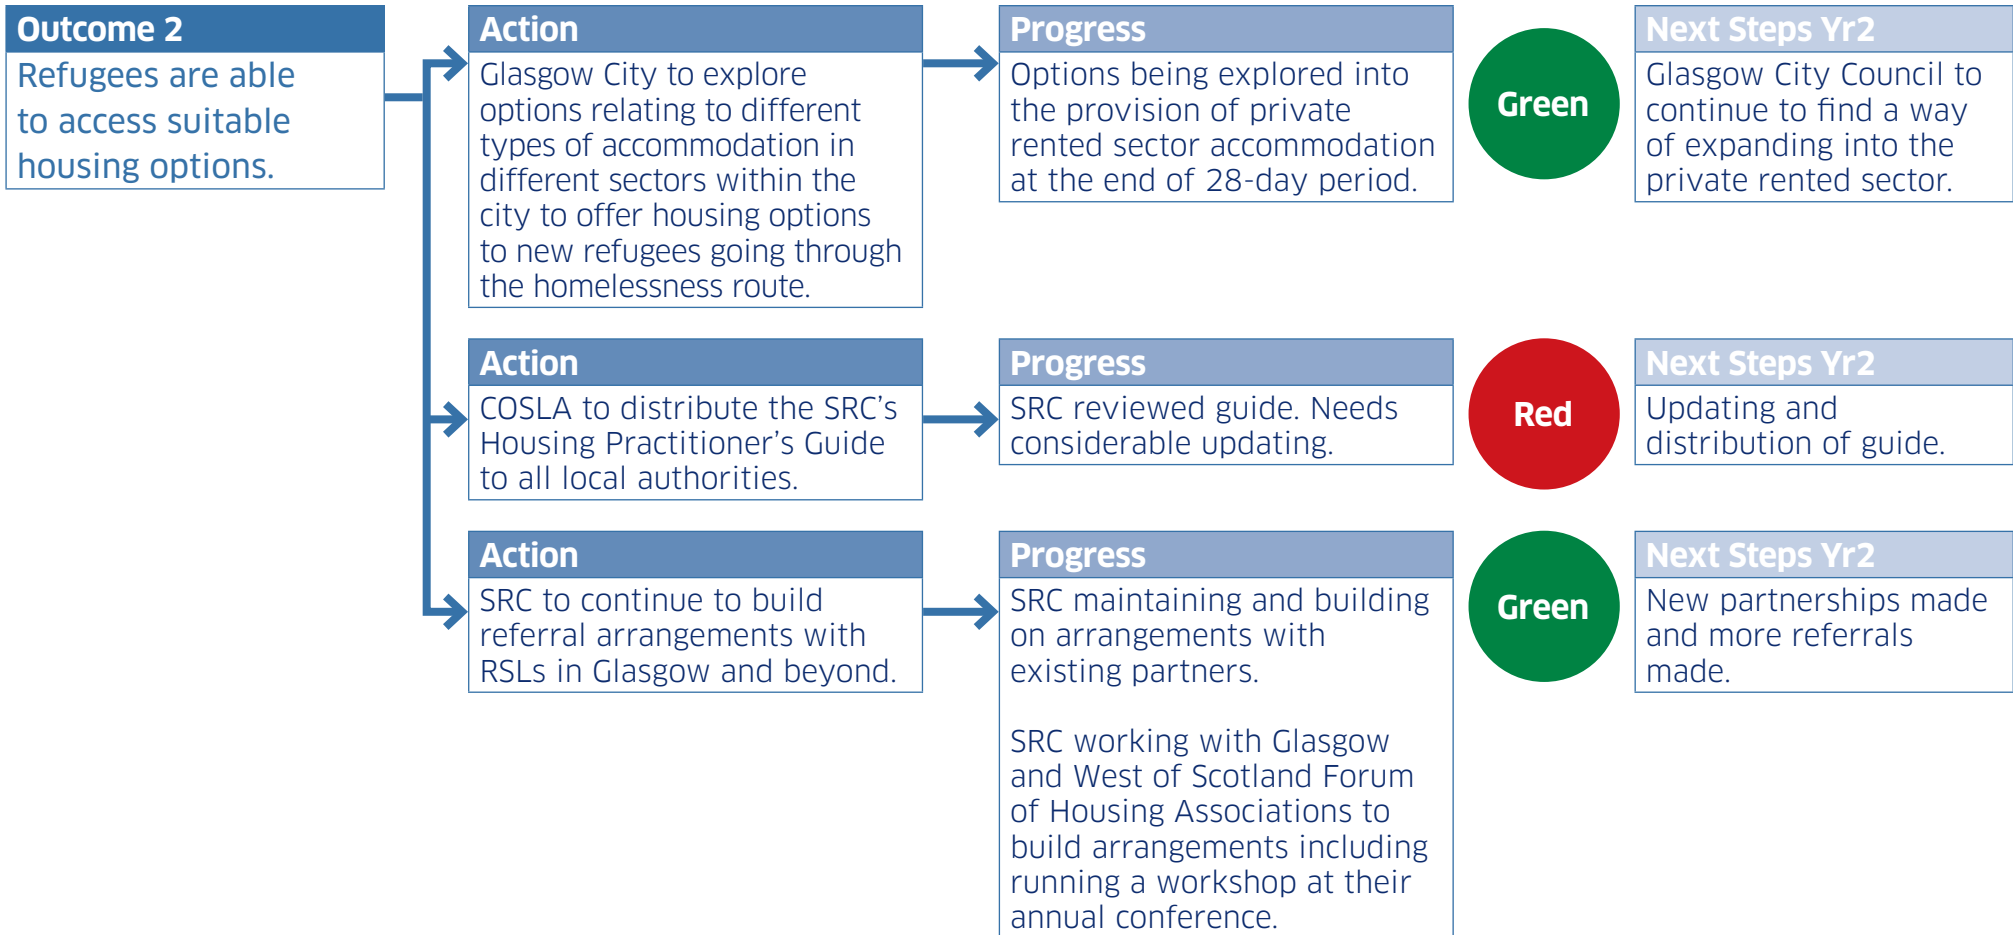 Outcome 2
Refugees are able
to access suitable
housing options.
Action
Glasgow City to explore
options relating to different
types of accommodation in
different sectors within the
city to offer housing options
to new refugees going through
the homelessness route.
Progress
Options being explored into
the provision of private
rented sector accommodation
at the end of 28-day period.
Green
Next Steps Yr2
Glasgow City Council to
continue to find a way
of expanding into the
private rented sector.
Action
COSLA to distribute the SRC’s
Housing Practitioner’s Guide
to all local authorities.
Progress
SRC reviewed guide. Needs
considerable updating.
Red
Next Steps Yr2
Updating and
distribution of guide.
Action
SRC to continue to build
referral arrangements with
RSLs in Glasgow and beyond.
Progress
SRC maintaining and building
on arrangements with
existing partners.
SRC working with Glasgow
and West of Scotland Forum
of Housing Associations to
build arrangements including
running a workshop at their
annual conference.
Green
Next Steps Yr2
New partnerships made
and more referrals
made.